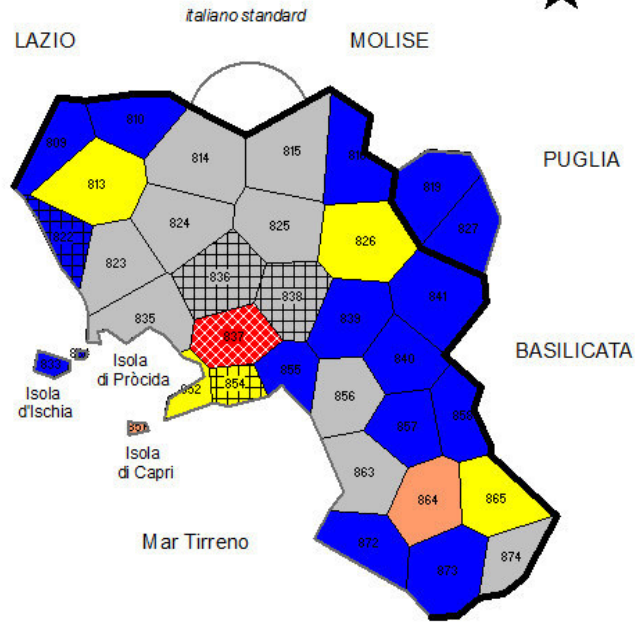 italiano standard
LAZIO
MOLISE
810
809
814
815
813
819
PUGLIA
822
824
825
826
827
823
836
838
841
835
837
839
840
BASILICATA
Isola
di Pròcida
Isola
d'Ischia
854
855
856
857
Isola
di Capri
863
864
865
Mar Tirreno
872
873
874